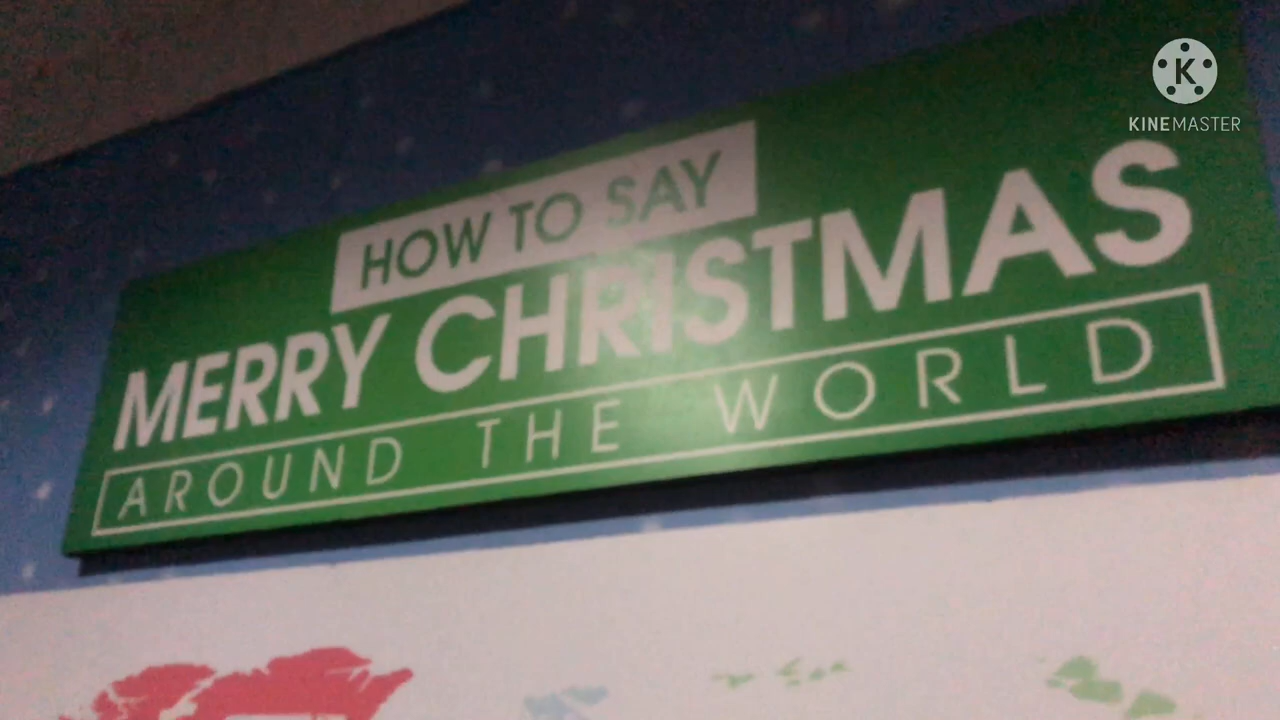 HOW TO SAY
MERRY CHRISTMAS
AROUND THE WORLD
K
KINEMASTER